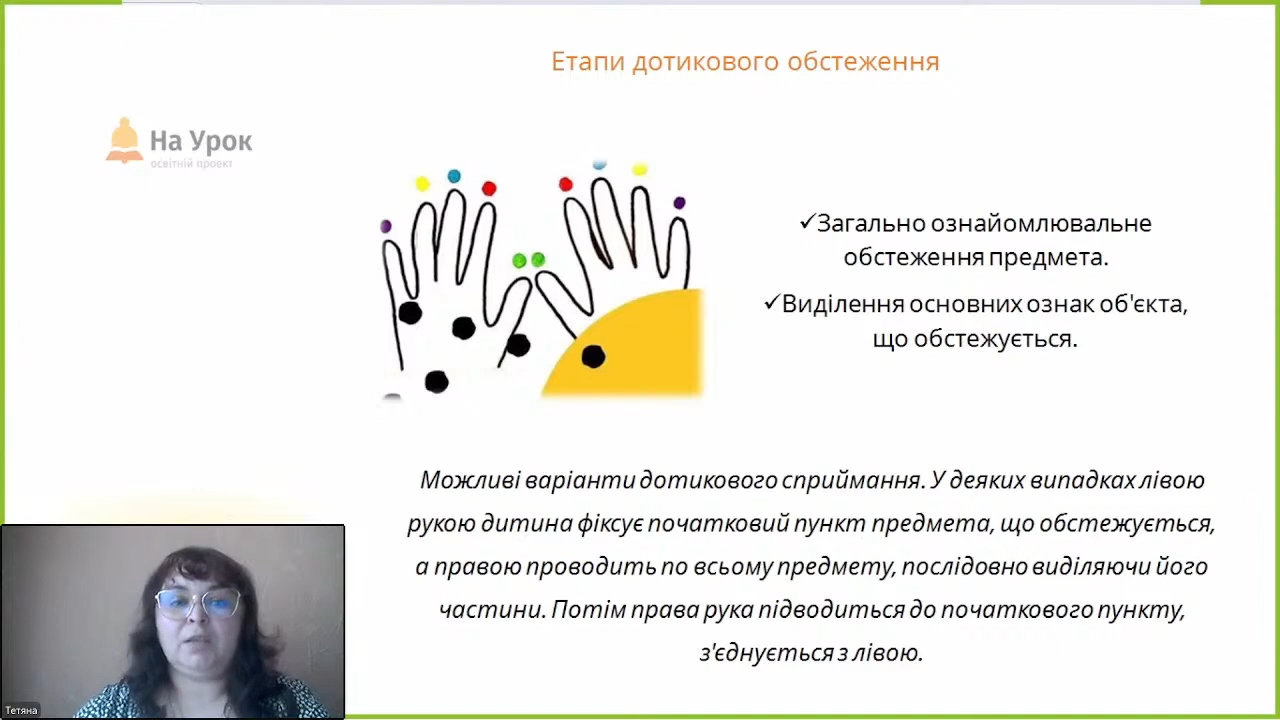 Етапи дотикового обстеження
На Урок
освітній проект
✓Загально ознайомлювальне
обстеження предмета.
✓Виділення основних ознак об'єкта,
що обстежується.
Можливі варіанти дотикового сприймання. У деяких випадках лівою
рукою дитина фіксує початковий пункт предмета, що обстежується,
а правою проводить по всьому предмету, послідовно виділяючи його
частини. Потім права рука підводиться до початкового пункту,
з'єднується з лівою.
Тетяна